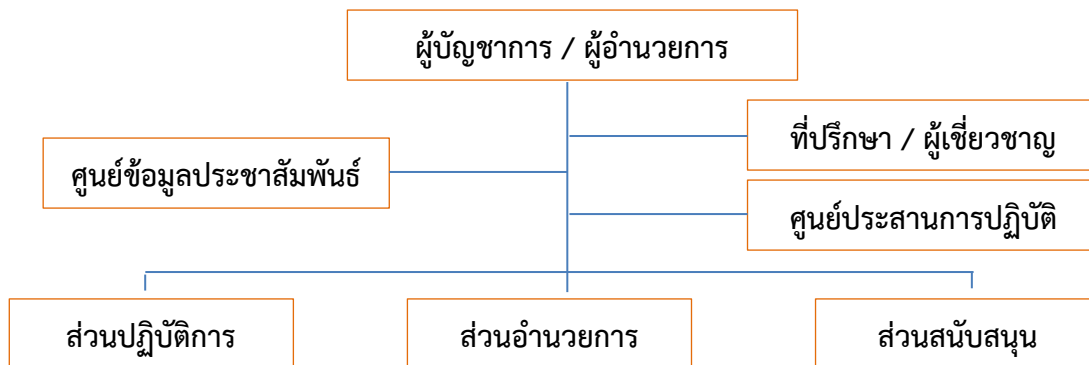 ผู้บัญชาการ / ผู้อำนวยการ
ที่ปรึกษา / ผู้เชี่ยวชาญ
ศูนย์ข้อมูลประชาสัมพันธ์
ศูนย์ประสานการปฏิบัติ
ส่วนปฏิบัติการ
ส่วนอำนวยการ
ส่วนสนับสนุน